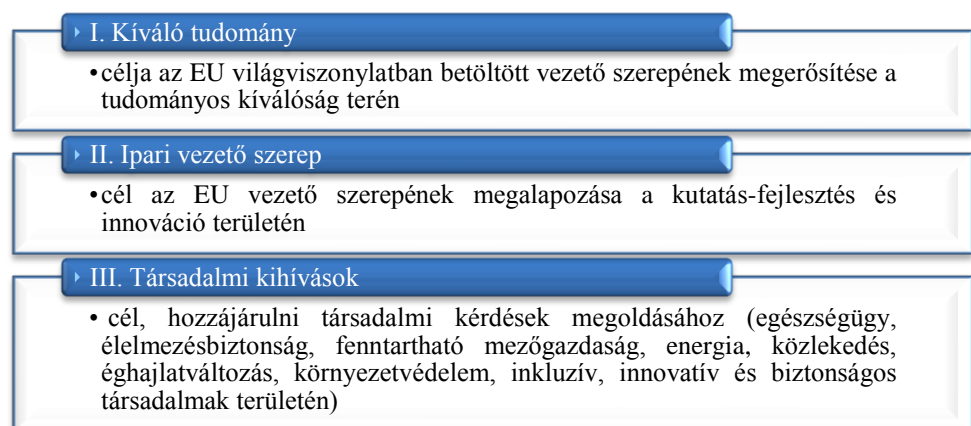 I. Kíváló tudomány
•célja az EU világviszonylatban betöltött vezető szerepének megerősítése a
tudományos kíválóság terén
II. Ipari vezető szerep
•cél az EU vezető szerepének megalapozása a kutatás-fejlesztés és
innováció területén
III. Társadalmi kihívások
• cél, hozzájárulni társadalmi kérdések megoldásához (egészségügy,
élelmezésbiztonság, fenntartható mezőgazdaság, energia, közlekedés,
éghajlatváltozás, környezetvédelem, inkluzív, innovatív és biztonságos
társadalmak területén)